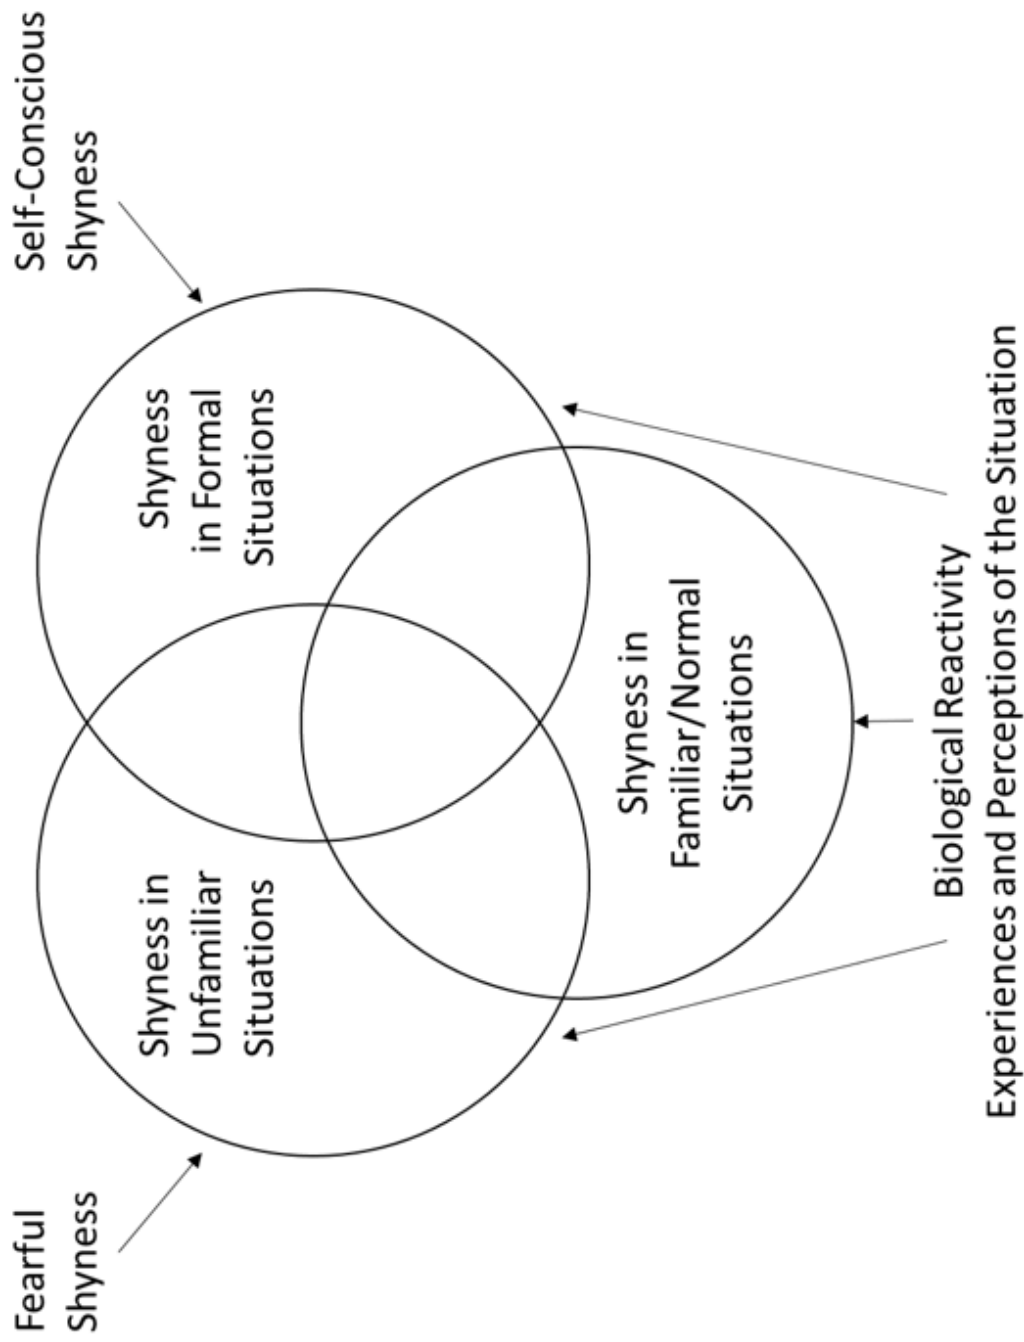 Fearful
Shyness
Self-Conscious
Shyness
Shyness in
Unfamiliar
Situations
Shyness
in Formal
Situations
Shyness in
Familiar/Normal
Situations
Biological Reactivity
Experiences and Perceptions of the Situation